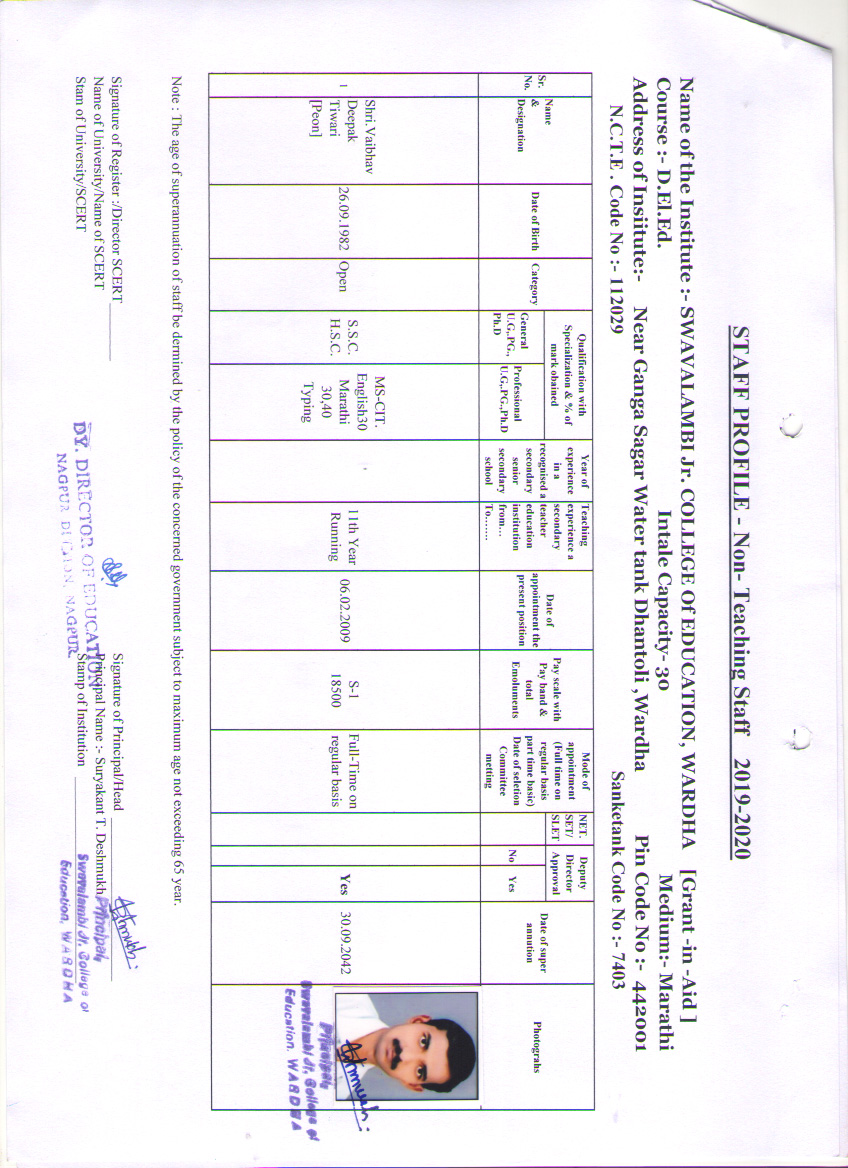 STAFF PROFILE - Non- Teaching Staff 2019-2020
Name of the Institute :- SWAVALAMBI Jr. COLLEGE Of EDUCATION, WARDHA [Grant -in -Aid ]
Course :- D.El.Ed. Intale Capacity- 30 Medium:- Marathi
Address of Insiitute:- Near Ganga Sagar Water tank Dhantoli ,Wardha Pin Code No :- 442001
N.C.T.E . Code No :- 112029 Sanketank Code No :- 7403
Sr.
No.
Name
&
Designation
Date of Birth
Category
Qualification with
Specialization & % of
mark obained
General
U.G,.PG.,
Ph.D
Professional
U.G,.PG.,Ph.D
Year of
experience
in a
recognised a
secondary
senior
secondary
school
Teaching
experience a
secondary
teacher
education
institution
from...
To.......
Date of
appointment the
present position
Pay scale with
Pay band &
total
Emoluments
Mode of
appointment
(Full time on
regular basis
part time basic)
Date of seletion
Committee
metting
NET.
SET/
SLET
Deputy
Director
Approval
No
Yes
Date of super
annution
Photograhs
1
Shri.Vaibhav
Deepak
Tiwari
[Peon]
26.09.1982
Open
S.S.C.
H.S.C.
MS-CIT.
English30
Marathi
30,40
Typing
11th Year
Running
06.02.2009
S-1
18500
Full-Time on
regular basis
Yes
30.09.2042
Principal,
Swavalambi Jr. College of
Education, WARDHA
Note : The age of superannuation of staff be dermined by the policy of the concerned government subject to maximum age not exceeding 65 year.
Signature of Register :/Director SCERT________
Name of University/Name of SCERT
Stam of University/SCERT
DY. DIRECTOR OF EDUCATION
NAGPUR DIVISION, NAGPUR.
Signature of Principal/Head
Principal Name :- Suryakant T. Deshmukh
Stamp of Institution
Principal,
Swavalambi Jr. College of
Education, WARDHA